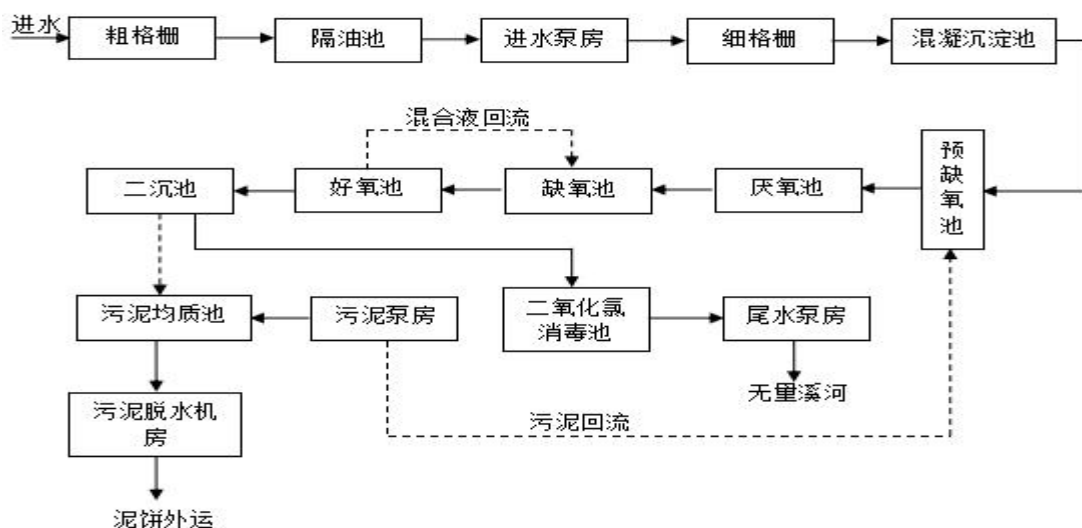 进水
粗格栅
隔油池
进水泵房
细格栅
混凝沉淀池
混合液回流
二沉池
好氧池
缺氧池
厌氧池
预
缺
氧
池
污泥均质池
污泥泵房
二氧化氯
消毒池
尾水泵房
无量溪河
污泥脱水机
房
污泥回流
泥饼外运